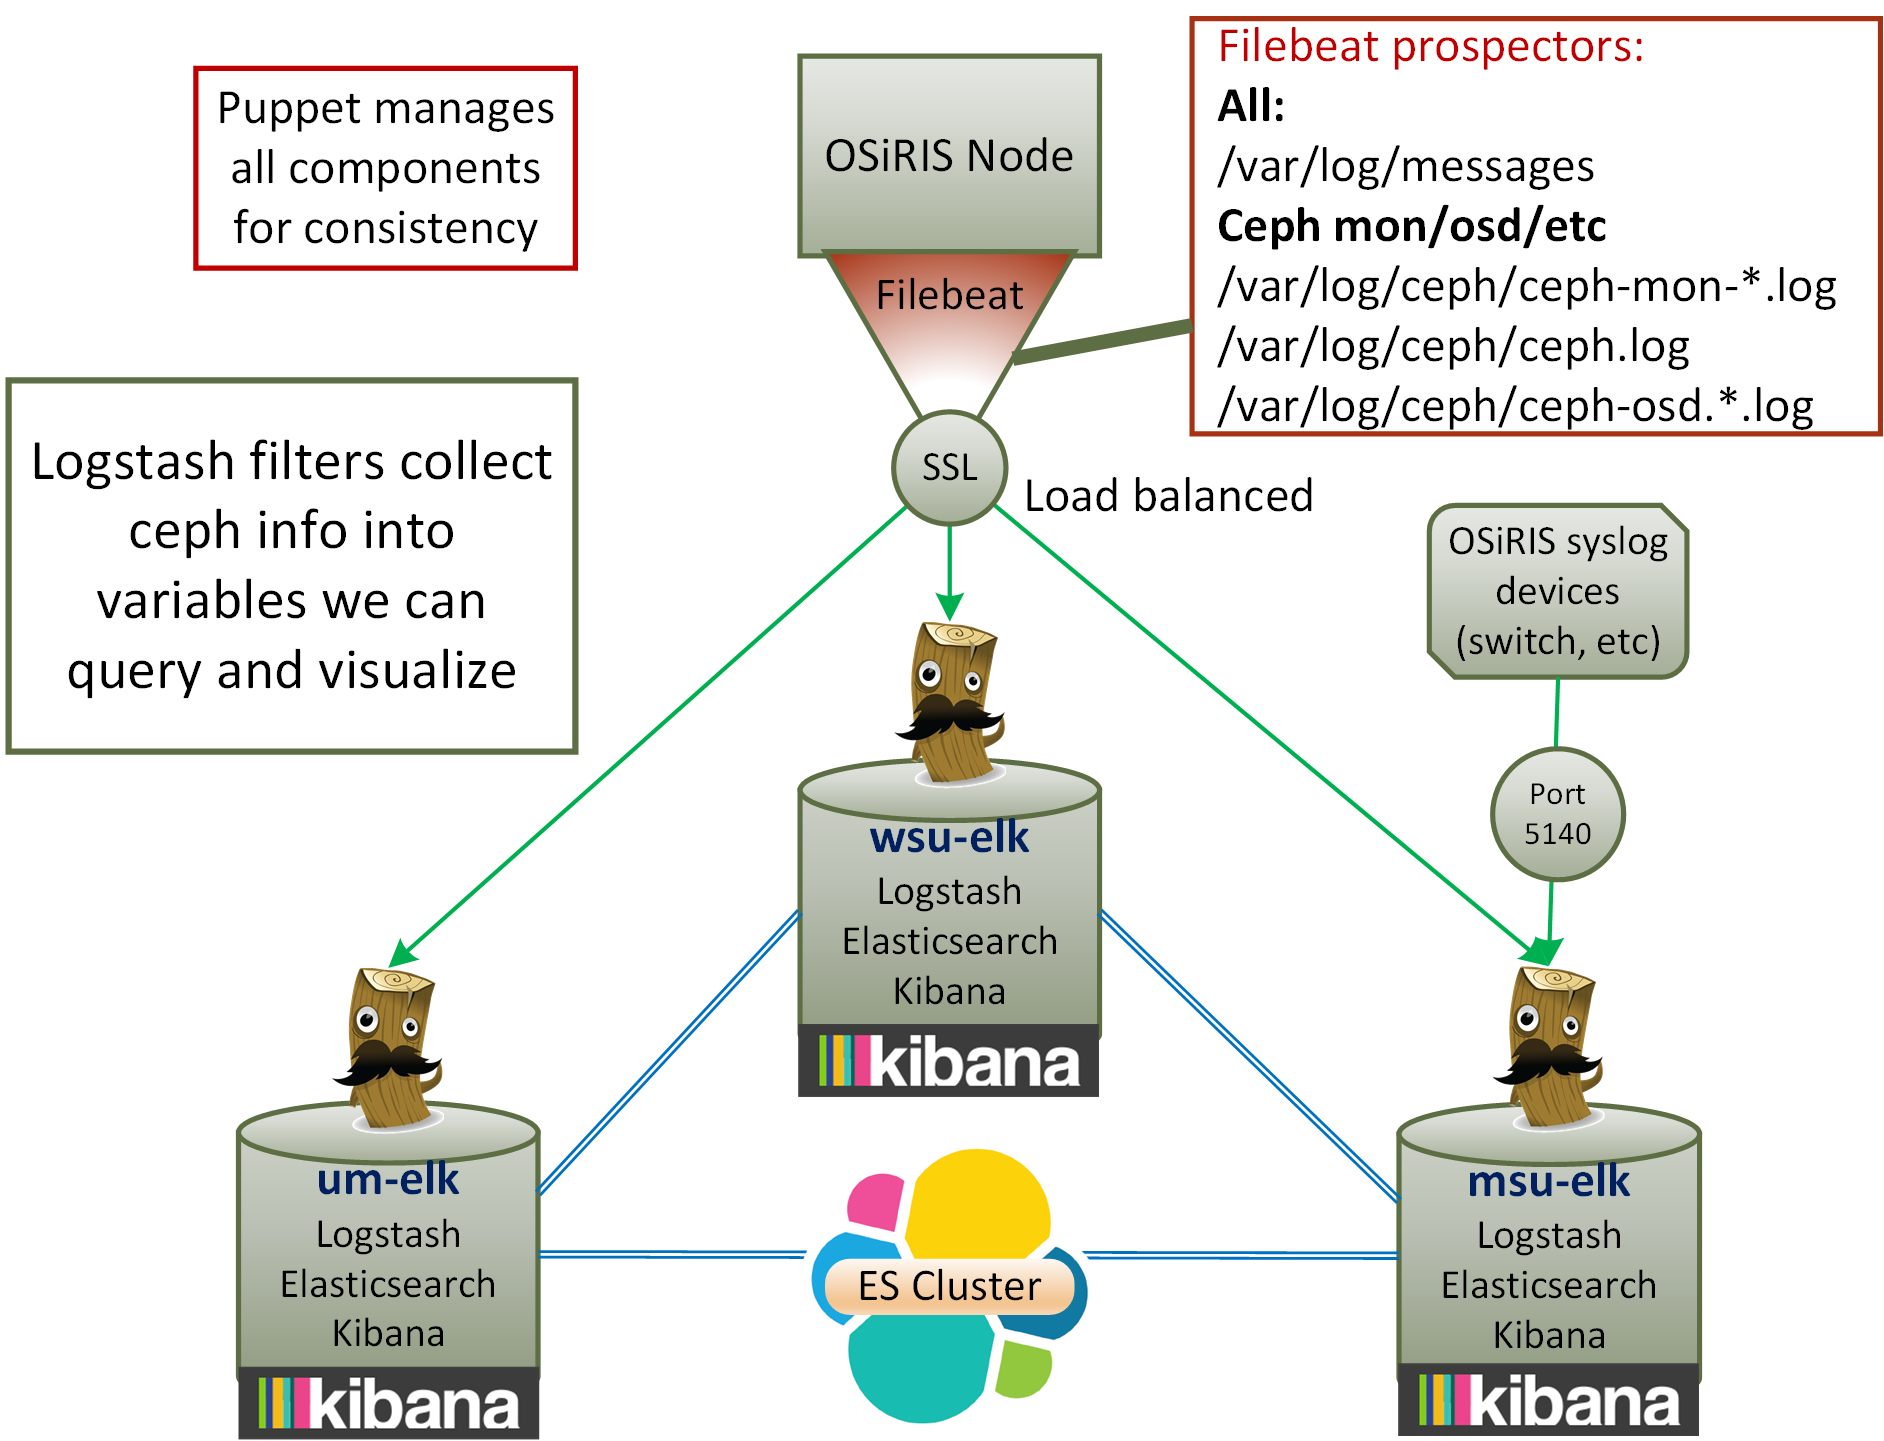 Puppet manages
all components
for consistency
OSiRIS Node
Filebeat
Filebeat prospectors:
All:
/var/log/messages
Ceph mon/osd/etc
/var/log/ceph/ceph-mon-*.log
/var/log/ceph/ceph.log
/var/log/ceph/ceph-osd.*.log
Logstash filters collect
ceph info into
variables we can
query and visualize
SSL
Load balanced
OSiRIS syslog
devices
(switch, etc)
Port
5140
wsu-elk
Logstash
Elasticsearch
Kibana
kibana
um-elk
Logstash
Elasticsearch
Kibana
kibana
ES Cluster
msu-elk
Logstash
Elasticsearch
Kibana
kibana